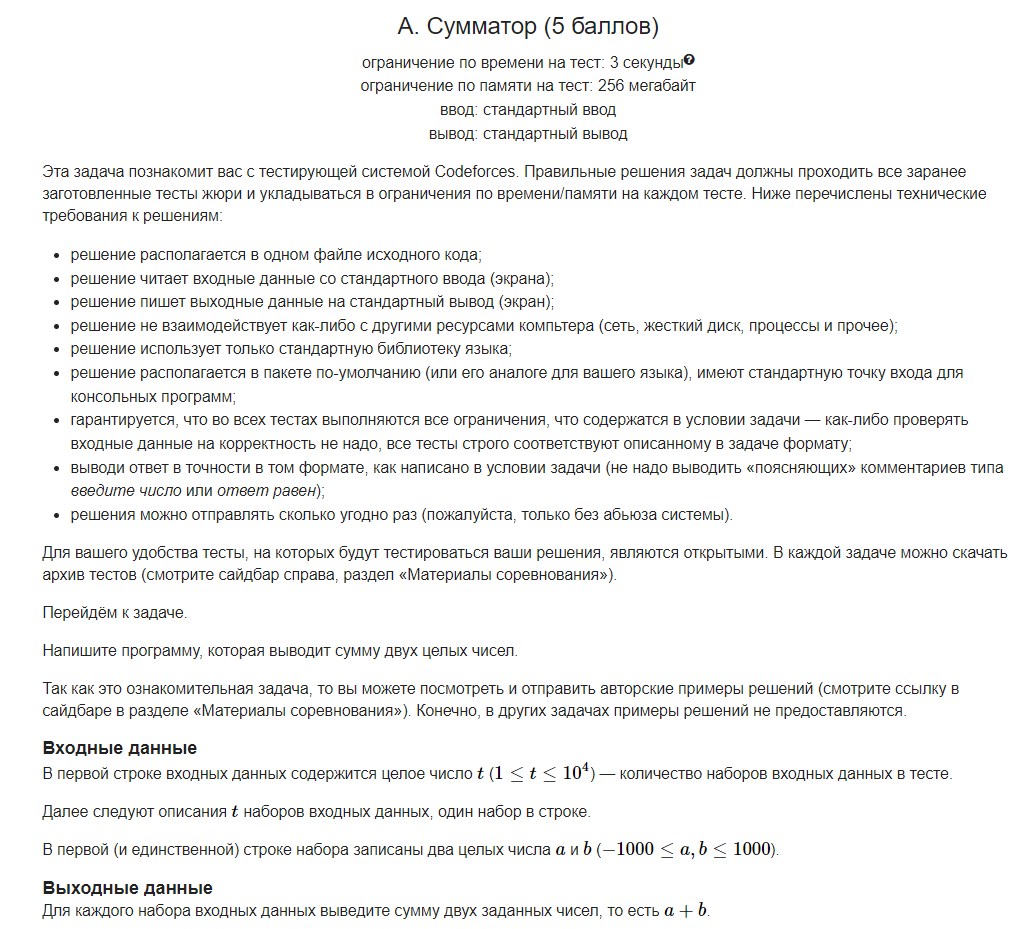 А. Сумматор (5 баллов)
ограничение по времени на тест: 3 секунды?
ограничение по памяти на тест: 256 мегабайт
ввод: стандартный ввод
вывод: стандартный вывод
Эта задача познакомит вас с тестирующей системой Codeforces. Правильные решения задач должны проходить все заранее
заготовленные тесты жюри и укладываться в ограничения по времени/памяти на каждом тесте. Ниже перечислены технические
требования к решениям:
• решение располагается в одном файле исходного кода;
• решение читает входные данные со стандартного ввода (экрана);
• решение пишет выходные данные на стандартный вывод (экран);
• решение не взаимодействует как-либо с другими ресурсами компьтера (сеть, жесткий диск, процессы и прочее);
• решение использует только стандартную библиотеку языка;
• решение располагается в пакете по-умолчанию (или его аналоге для вашего языка), имеют стандартную точку входа для
консольных программ;
• гарантируется, что во всех тестах выполняются все ограничения, что содержатся в условии задачи — как-либо проверять
входные данные на корректность не надо, все тесты строго соответствуют описанному в задаче формату;
• выводи ответ в точности в том формате, как написано в условии задачи (не надо выводить «поясняющих» комментариев типа
введите число или ответ равен);
• решения можно отправлять сколько угодно раз (пожалуйста, только без абьюза системы).
Для вашего удобства тесты, на которых будут тестироваться ваши решения, являются открытыми. В каждой задаче можно скачать
архив тестов (смотрите сайдбар справа, раздел «Материалы соревнования»).
Перейдём к задаче.
Напишите программу, которая выводит сумму двух целых чисел.
Так как это ознакомительная задача, то вы можете посмотреть и отправить авторские примеры решений (смотрите ссылку в
сайдбаре в разделе «Материалы соревнования»). Конечно, в других задачах примеры решений не предоставляются.
Входные данные
В первой строке входных данных содержится целое число t (1 ≤ t ≤ 10⁴) — количество наборов входных данных в тесте.
Далее следуют описания t наборов входных данных, один набор в строке.
В первой (и единственной) строке набора записаны два целых числа a и b (−1000 ≤ a, b ≤ 1000).
Выходные данные
Для каждого набора входных данных выведите сумму двух заданных чисел, то есть a + b.